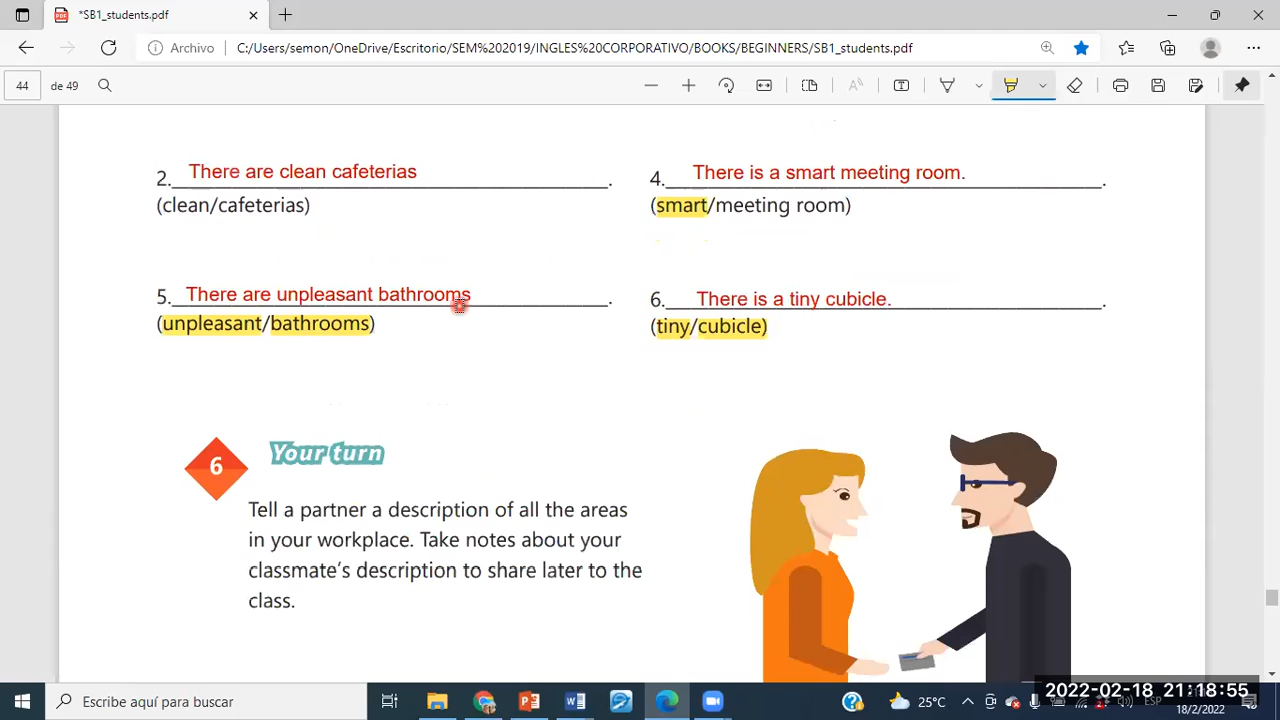 *SB1_students.pdf
Archivo
C:/Users/semon/OneDrive/Escritorio/SEM%202019/INGLES%20CORPORATIVO/BOOKS/BEGINNERS/SB1_students.pdf
44 de 49
2. There are clean cafeterias.
(clean/cafeterias)
4. There is a smart meeting room.
(smart/meeting room)
5. There are unpleasant bathrooms.
(unpleasant/bathrooms)
6. There is a tiny cubicle.
(tiny/cubicle)
6
Your turn
Tell a partner a description of all the areas
in your workplace. Take notes about your
classmate's description to share later to the
class.
Escribe aquí para buscar
25°C
ESP
2022-02-18 21:18:55
18/2/2022